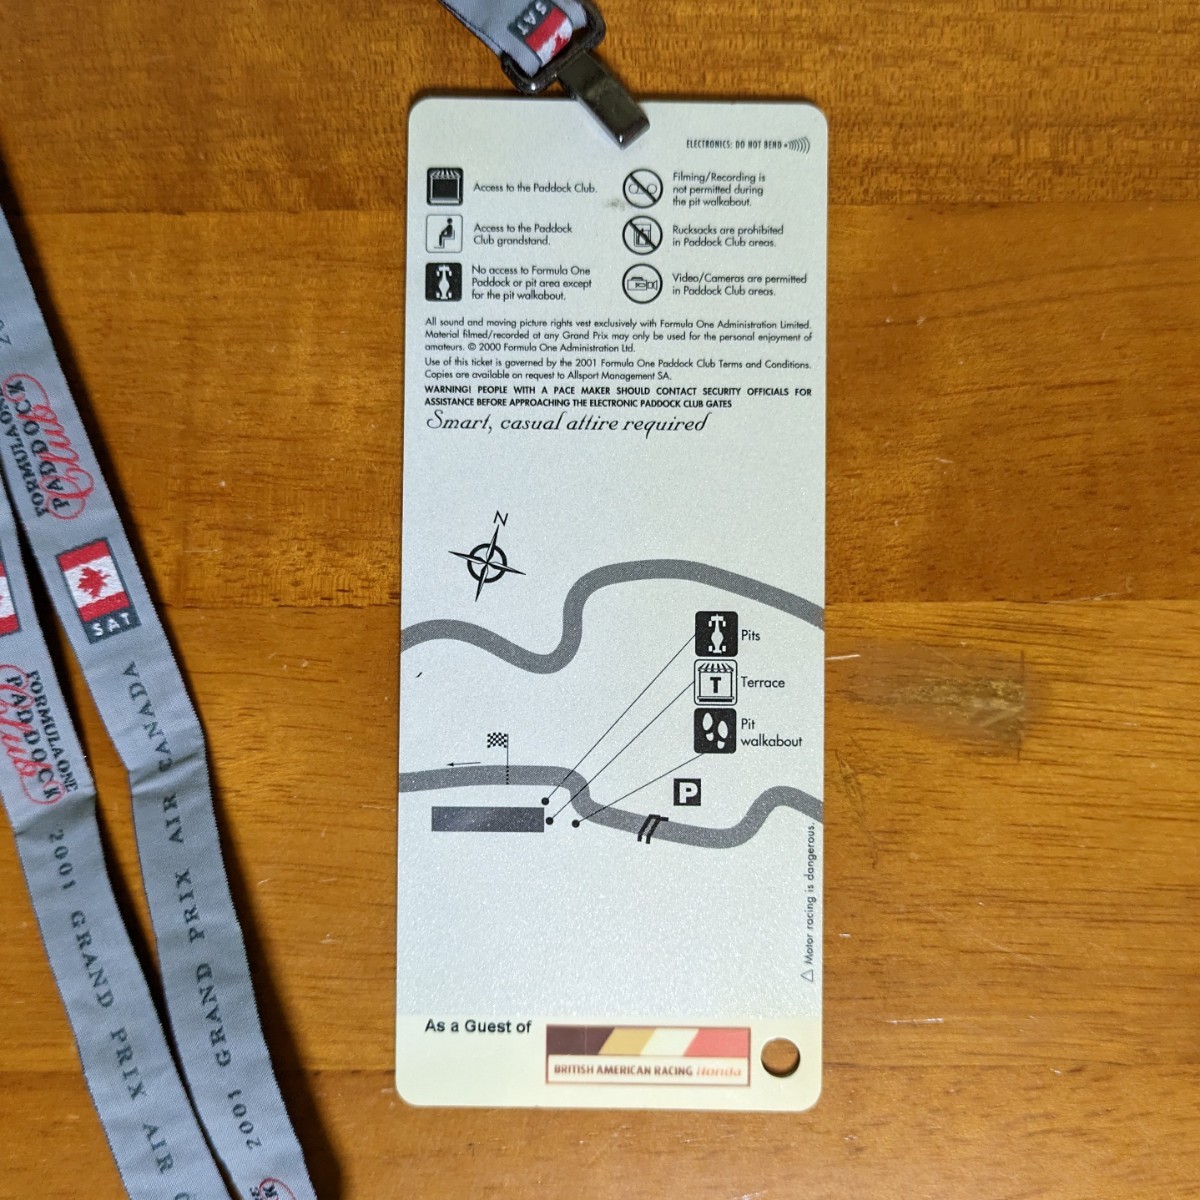 SAT
ELECTRONICS: DO NOT BEND
Access to the Paddock Club.
Access to the Paddock
Club grandstand.
No access to Formula One
Paddock or pit area except
for the pit walkabout.
Filming/Recording is
not permitted during
the pit walkabout.
Rucksacks are prohibited
in Paddock Club areas.
Video/Cameras are permitted
in Paddock Club areas.
All sound and moving picture rights vest exclusively with Formula One Administration Limited.
Material filmed/recorded at any Grand Prix may only be used for the personal enjoyment of
amateurs. © 2000 Formula One Administration Ltd.
Use of this ticket is governed by the 2001 Formula One Paddock Club Terms and Conditions.
Copies are available on request to Allsport Management SA.
WARNING! PEOPLE WITH A PACE MAKER SHOULD CONTACT SECURITY OFFICIALS FOR
ASSISTANCE BEFORE APPROACHING THE ELECTRONIC PADDOCK CLUB GATES
Smart, casual attire required
N
Pits
T
Terrace
Pit
walkabout
P
Motor racing is dangerous.
As a Guest of
BRITISH AMERICAN RACING Honda
FORMULA ONE
PADDOCK
Club
SAT
2001 GRAND PRIX AIR CANADA
FORMULA ONE
PADDOCK
Club
2001 GRAND PRIX AIR